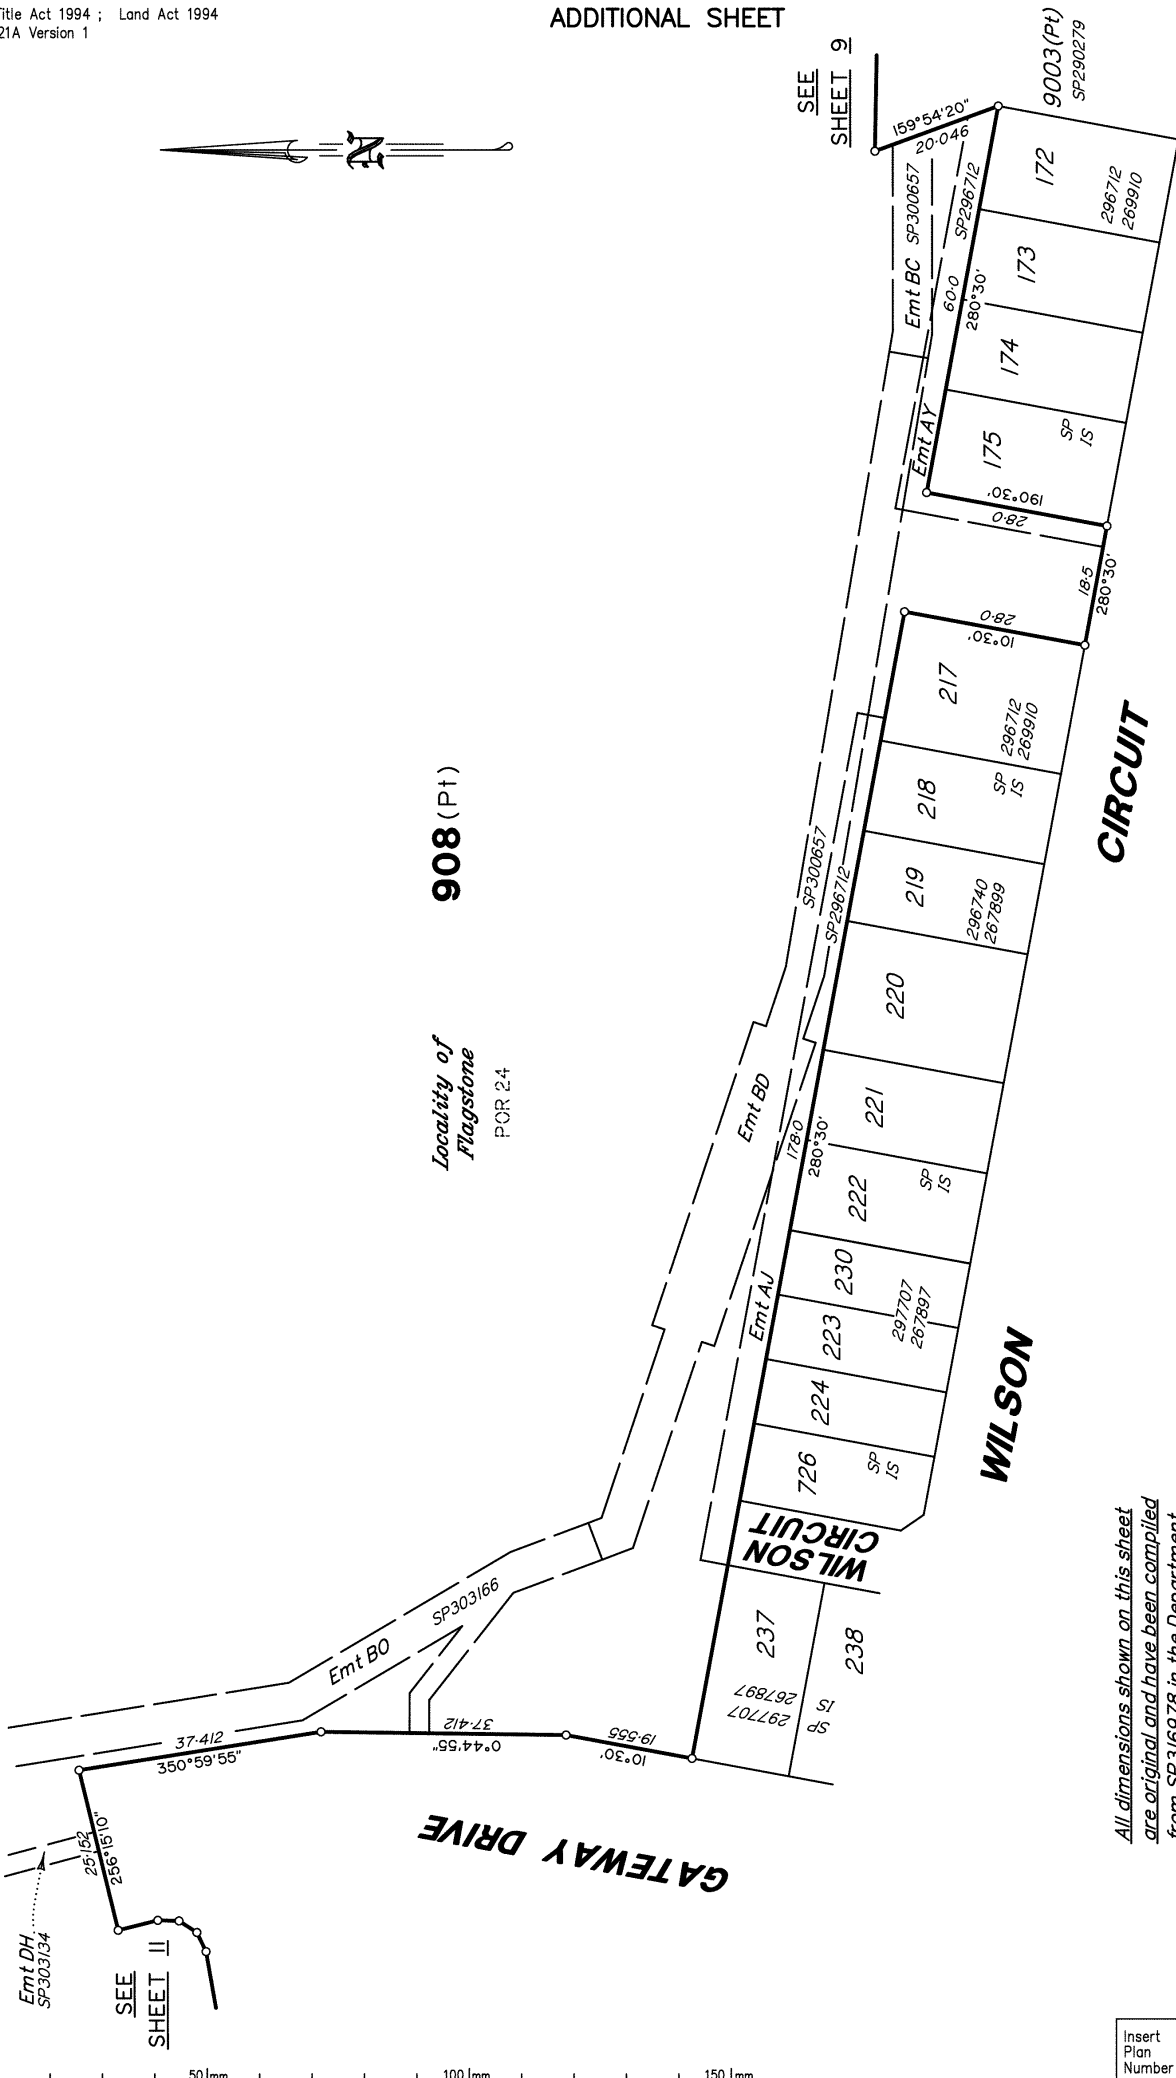 Title Act 1994 ; Land Act 1994
21A Version 1
ADDITIONAL SHEET
SEE
SHEET 9
159°54'20"
20·046
9003(Pt)
SP290279
Emt BC SP300657
SP296712
60·0
280°30'
172
296712
269910
173
174
175
SP
IS
Emt AY
190°30'
28·0
18·5
280°30'
28·0
10°30'
217
296712
269910
218
SP
IS
219
296740
267899
220
221
222
SP
IS
230
223
297707
267897
224
726
SP
IS
SP300657
SP296712
CIRCUIT
WILSON
908(Pt)
Locality of
Flagstone
POR 24
Emt BD
178·0
280°30'
Emt AJ
WILSON
CIRCUIT
237
238
297707
267897
SP
IS
SP303166
Emt BO
37·412
350°59'55"
37·412
0°44'55"
19·555
10°30'
25·152
256°15'10"
Emt DH
SP303134
SEE
SHEET 11
GATEWAY DRIVE
All dimensions shown on this sheet
are original and have been compiled
from SP316978 in the Department
50 mm
100 mm
150 mm
Insert
Plan
Number